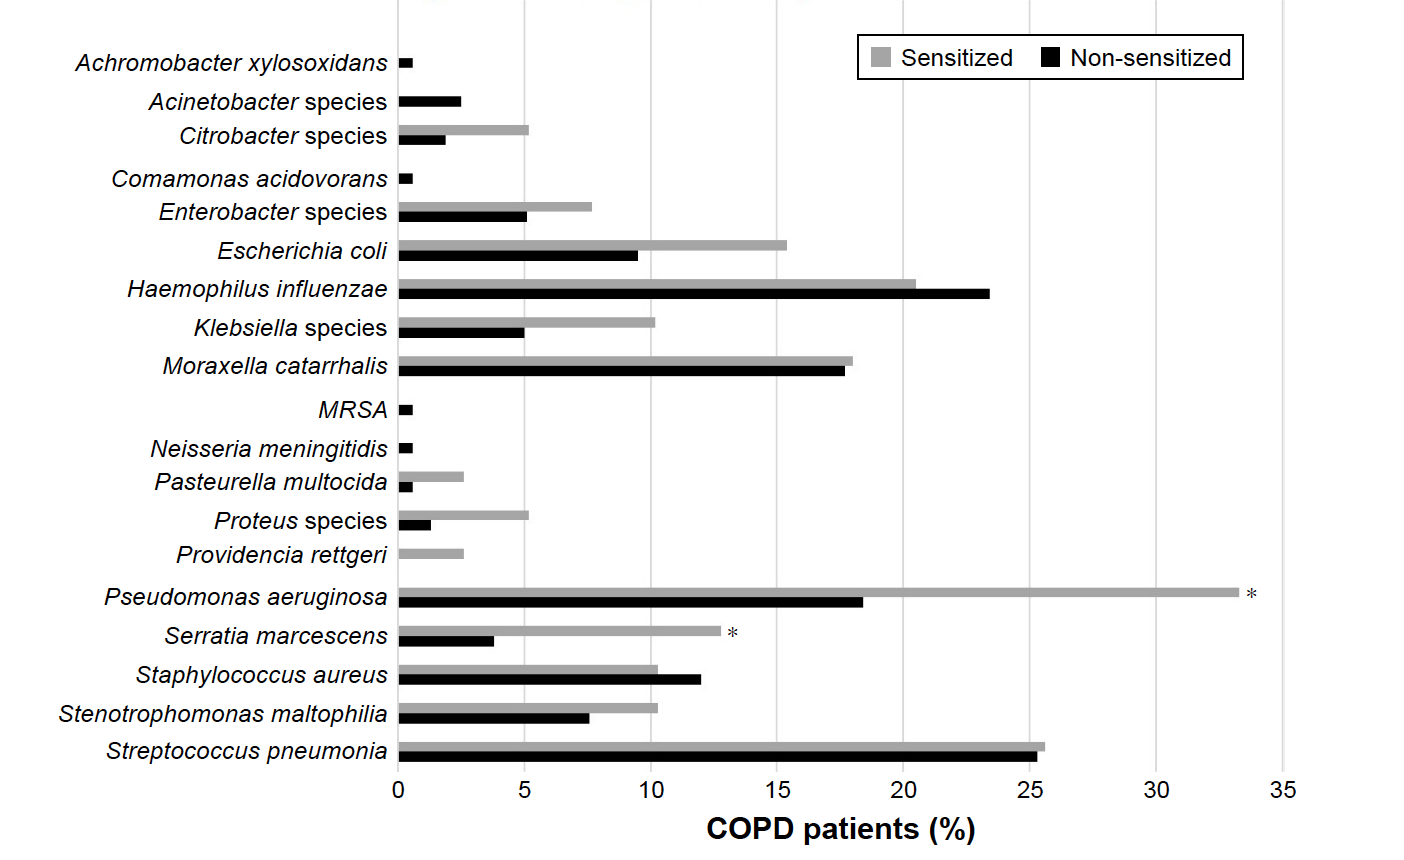 Sensitized Non-sensitized
Achromobacter xylosoxidans
Acinetobacter species
Citrobacter species
Comamonas acidovorans
Enterobacter species
Escherichia coli
Haemophilus influenzae
Klebsiella species
Moraxella catarrhalis
MRSA
Neisseria meningitidis
Pasteurella multocida
Proteus species
Providencia rettgeri
Pseudomonas aeruginosa *
Serratia marcescens *
Staphylococcus aureus
Stenotrophomonas maltophilia
Streptococcus pneumonia
0 5 10 15 20 25 30 35
COPD patients (%)